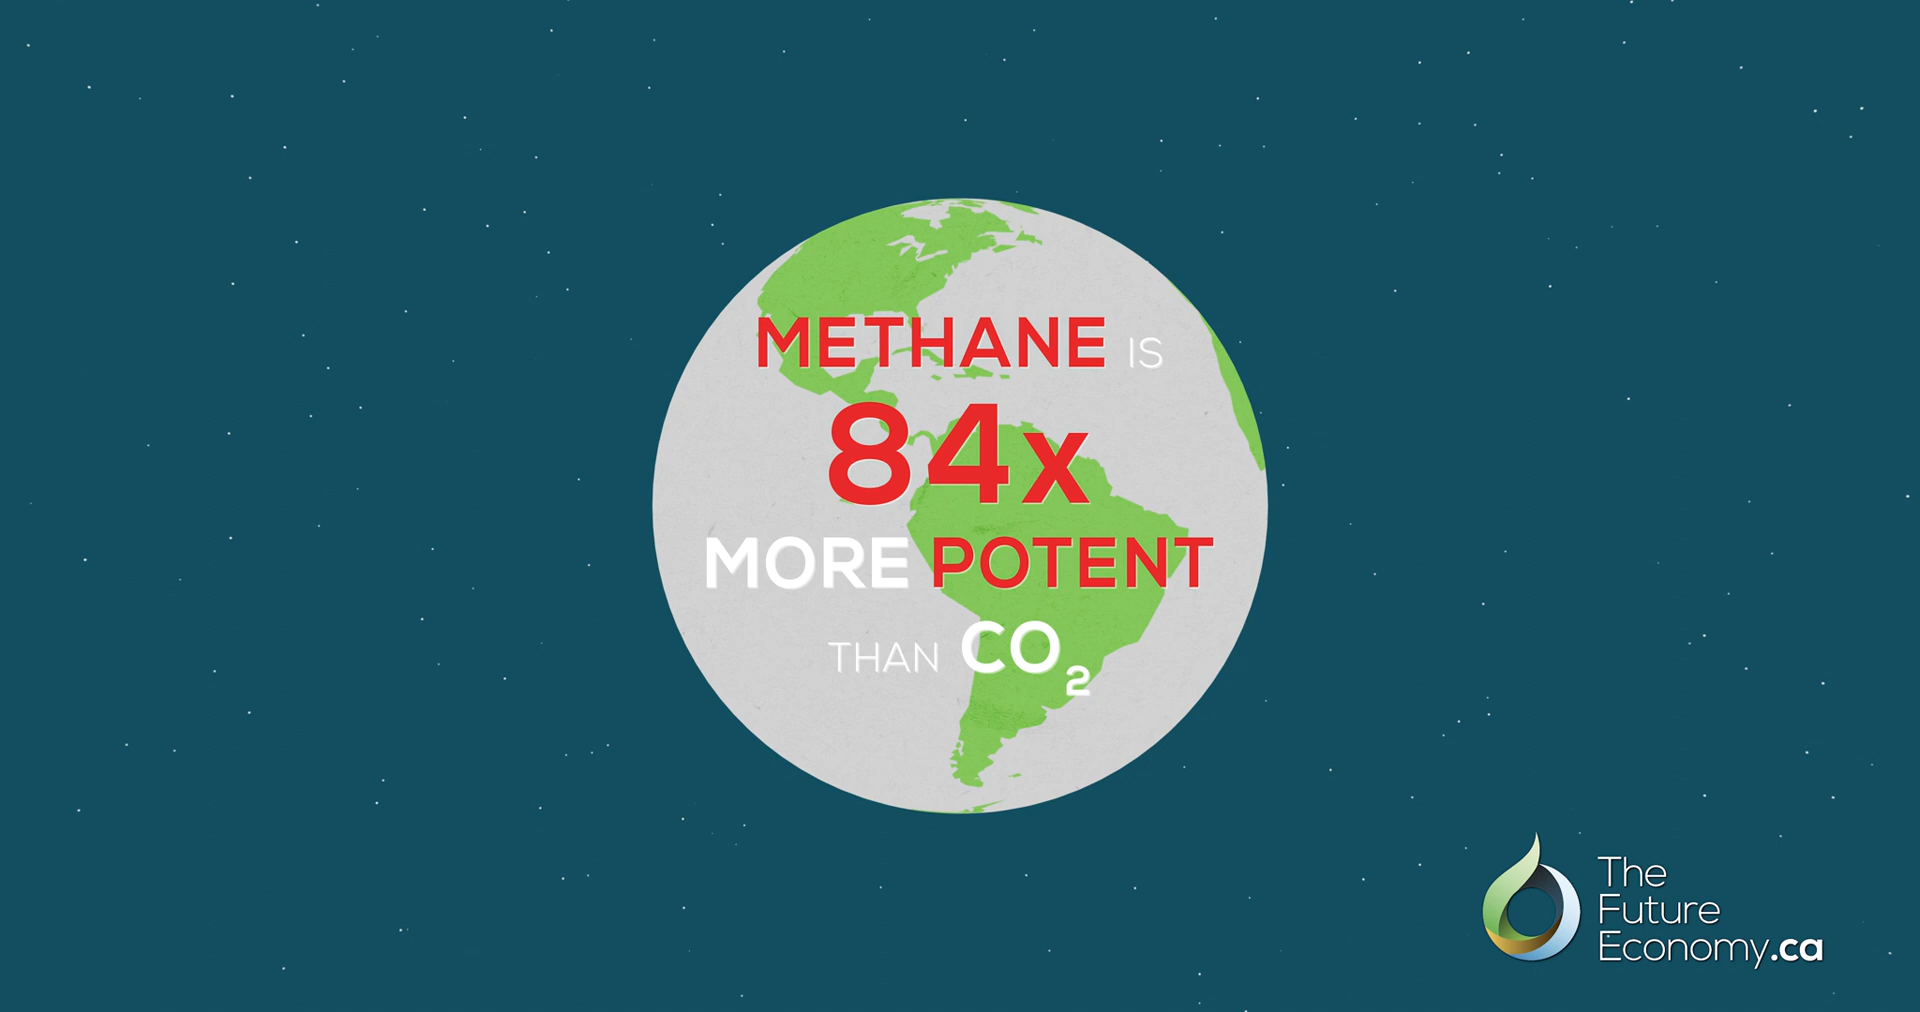 METHANE IS
84x
MORE POTENT
THAN CO₂
The
Future
Economy.ca